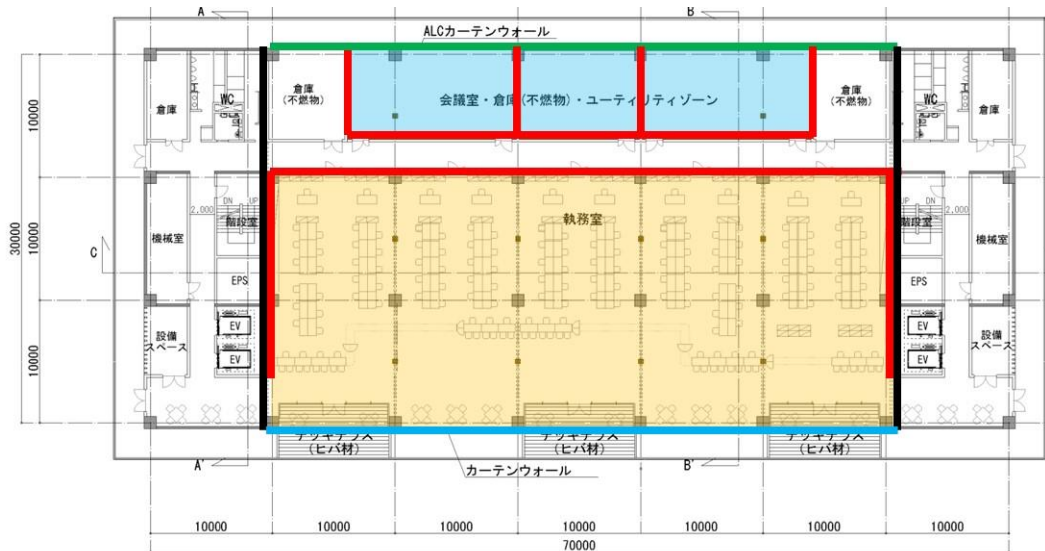 A
B
ALCカーテンウォール
倉庫
WC
倉庫
(不燃物)
会議室・倉庫(不燃物)・ユーティリティゾーン
倉庫
(不燃物)
WC
倉庫
10000
30000
10000
10000
C
機械室
2,000
DN
UP
階段室
執務室
UP
DN
階段室
2,000
機械室
EPS
EPS
設備
スペース
EV
EV
EV
EV
設備
スペース
デッキテラス
(ヒバ材)
デッキテラス
(ヒバ材)
デッキテラス
(ヒバ材)
A'
カーテンウォール
B'
10000
10000
10000
10000
10000
10000
10000
70000